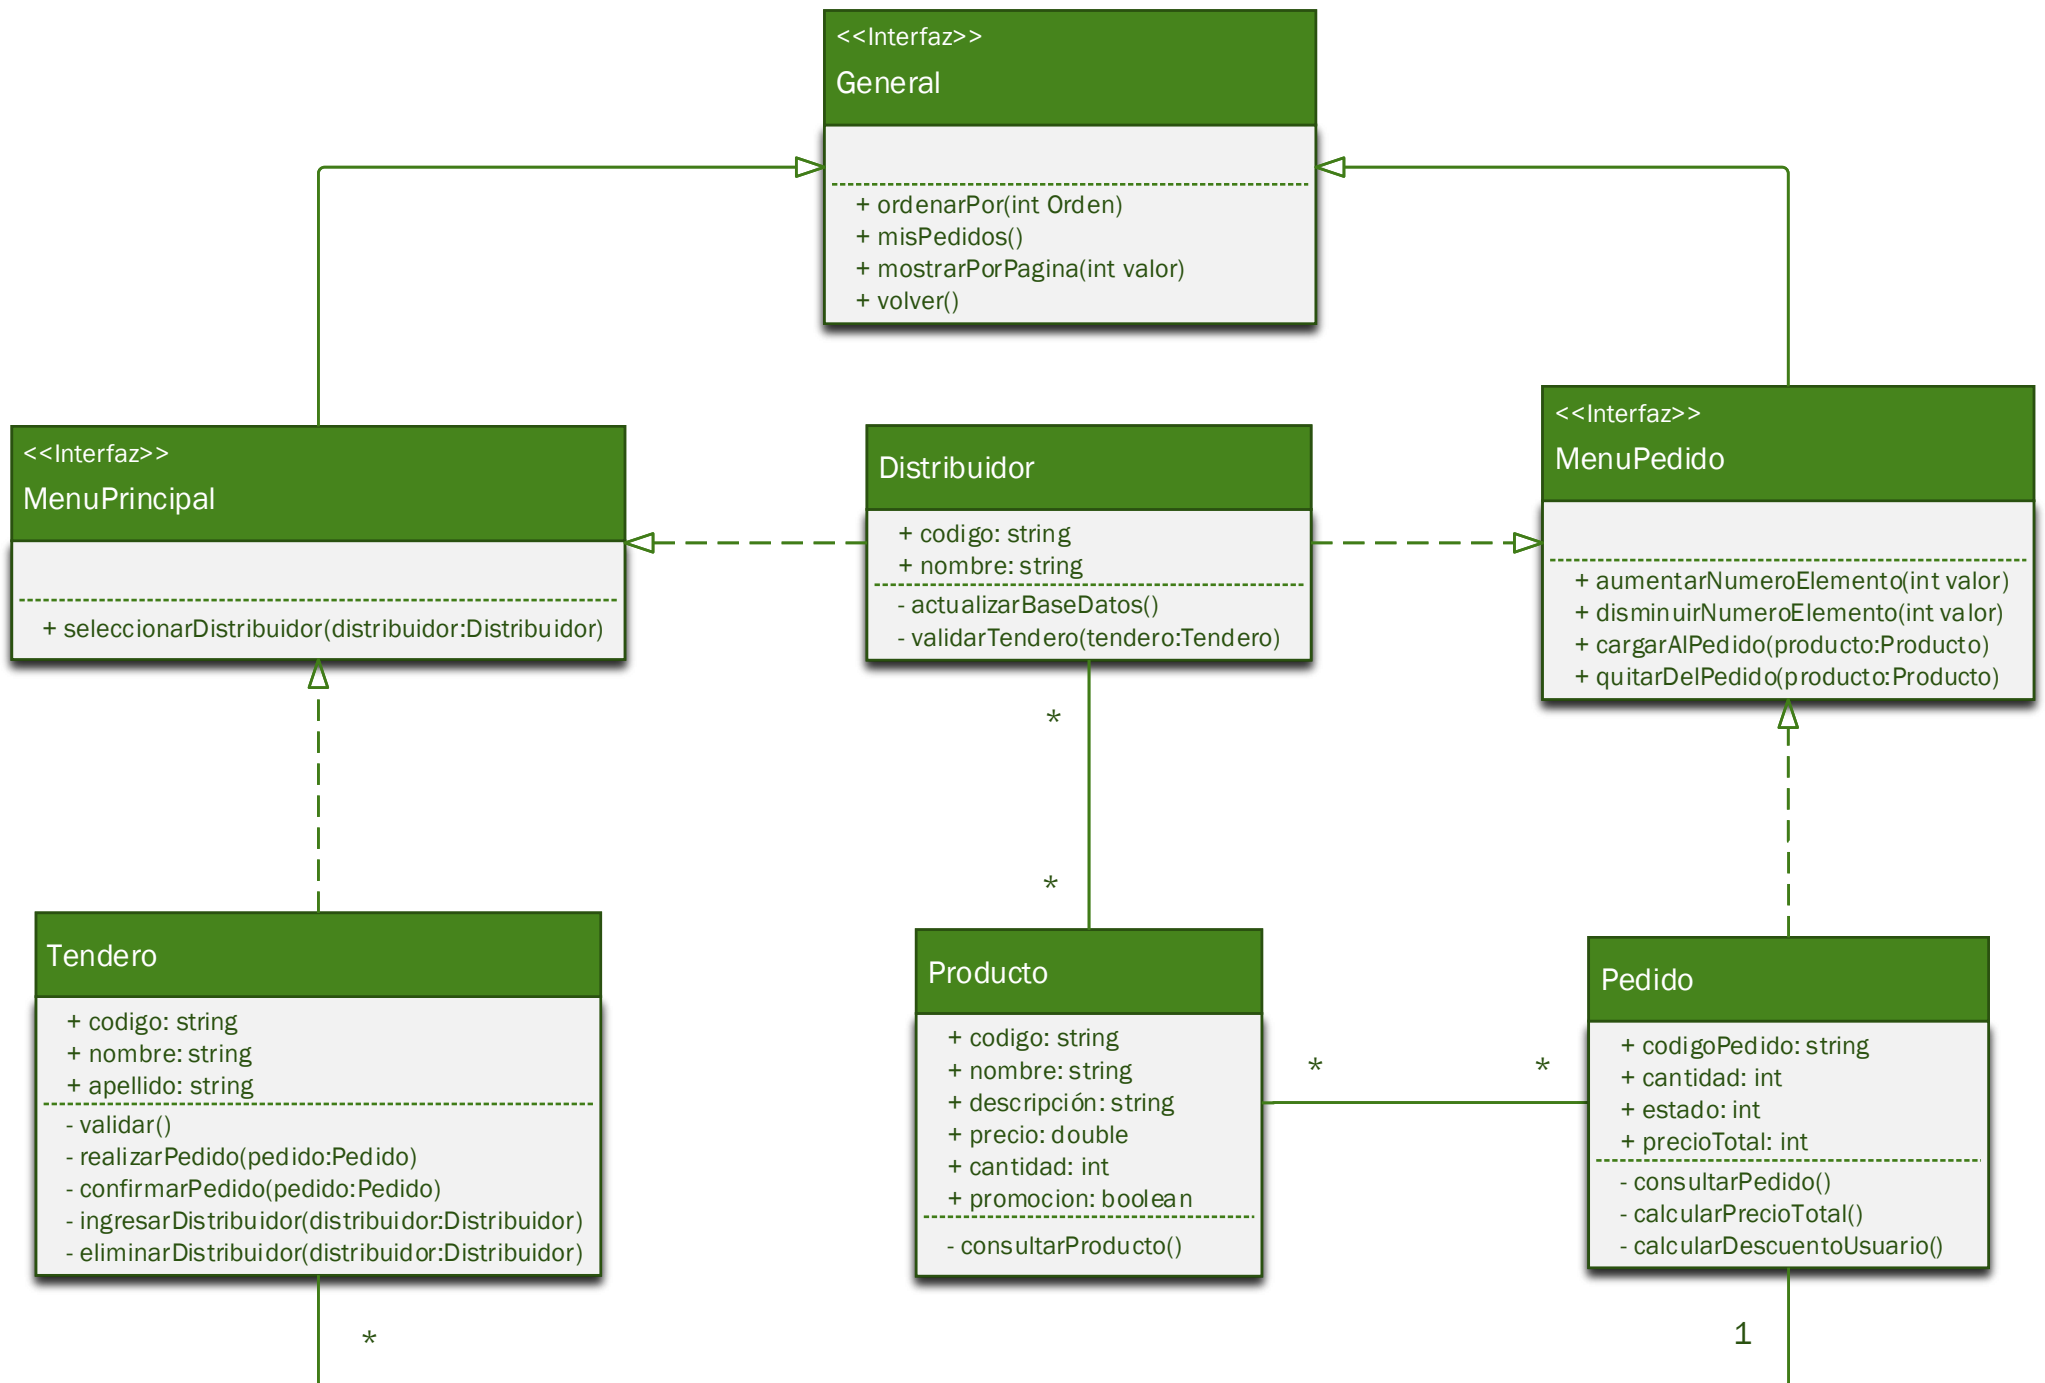 <<Interfaz>>
General
+ ordenarPor(int Orden)
+ misPedidos()
+ mostrarPorPagina(int valor)
+ volver()
<<Interfaz>>
MenuPrincipal
+ seleccionarDistribuidor(distribuidor:Distribuidor)
Distribuidor
+ codigo: string
+ nombre: string
- actualizarBaseDatos()
- validarTendero(tendero:Tendero)
<<Interfaz>>
MenuPedido
+ aumentarNumeroElemento(int valor)
+ disminuirNumeroElemento(int valor)
+ cargarAlPedido(producto:Producto)
+ quitarDelPedido(producto:Producto)
*
*
Tendero
+ codigo: string
+ nombre: string
+ apellido: string
- validar()
- realizarPedido(pedido:Pedido)
- confirmarPedido(pedido:Pedido)
- ingresarDistribuidor(distribuidor:Distribuidor)
- eliminarDistribuidor(distribuidor:Distribuidor)
*
Producto
+ codigo: string
+ nombre: string
+ descripción: string
+ precio: double
+ cantidad: int
+ promocion: boolean
- consultarProducto()
*
*
Pedido
+ codigoPedido: string
+ cantidad: int
+ estado: int
+ precioTotal: int
- consultarPedido()
- calcularPrecioTotal()
- calcularDescuentoUsuario()
1